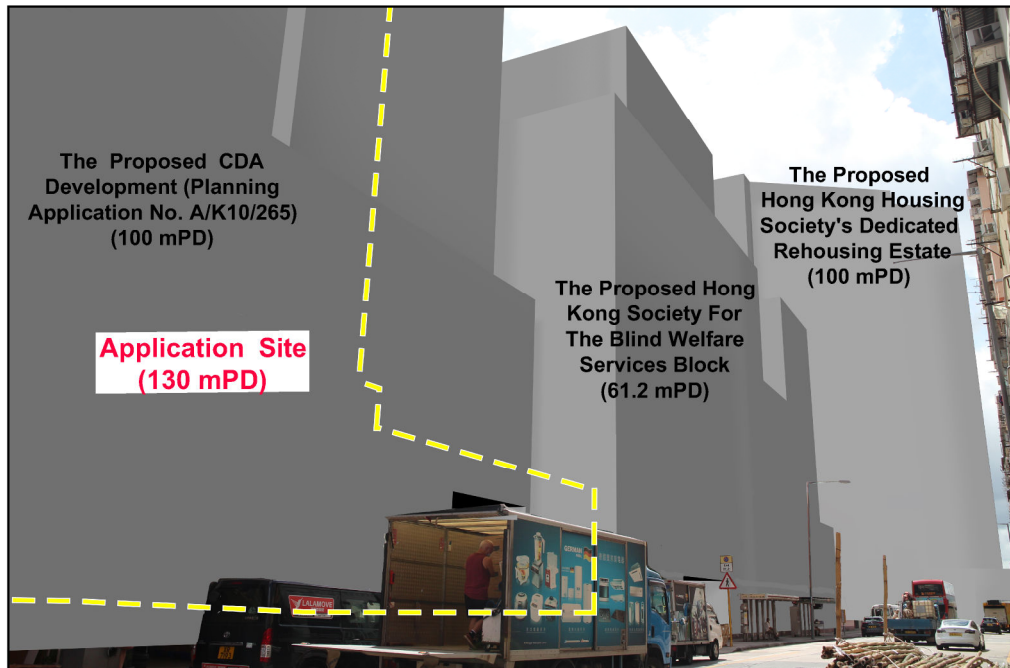 The Proposed CDA
Development (Planning
Application No. A/K10/265)
(100 mPD)
The Proposed
Hong Kong Housing
Society's Dedicated
Rehousing Estate
(100 mPD)
The Proposed Hong
Kong Society For
The Blind Welfare
Services Block
(61.2 mPD)
Application Site
(130 mPD)
GERMAN
LALAMOVE